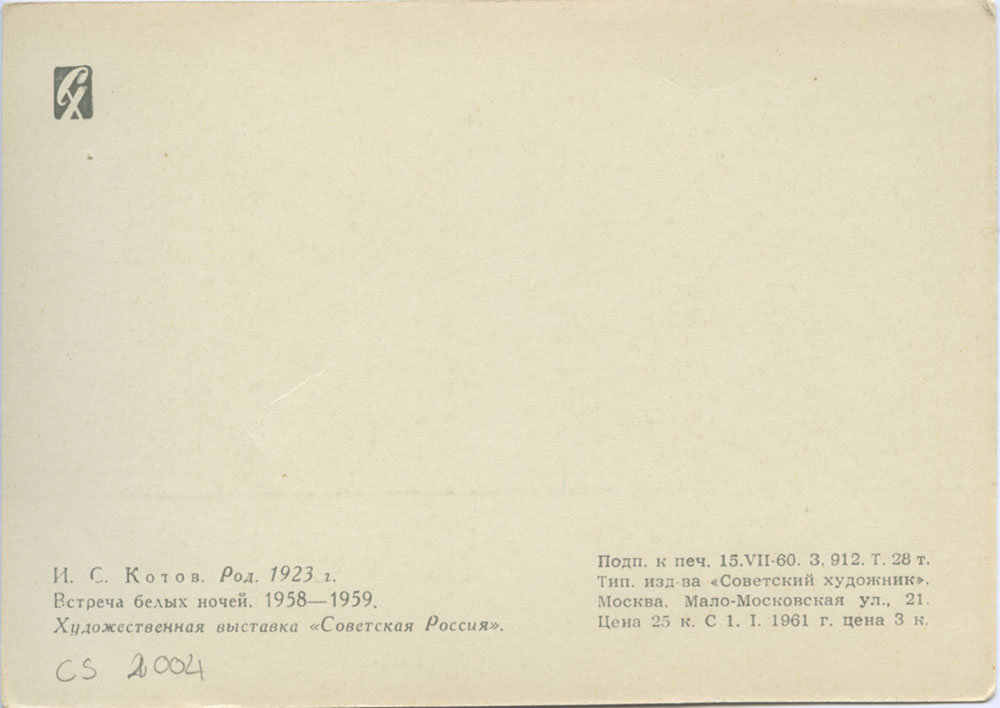 СХ
И. С. Котов. Род. 1923 г.
Встреча белых ночей. 1958—1959.
Художественная выставка «Советская Россия».
Подп. к печ. 15.VII-60. З. 912. Т. 28 т.
Тип. изд-ва «Советский художник».
Москва. Мало-Московская ул., 21.
Цена 25 к. С 1. I. 1961 г. цена 3 к.
CS 2004